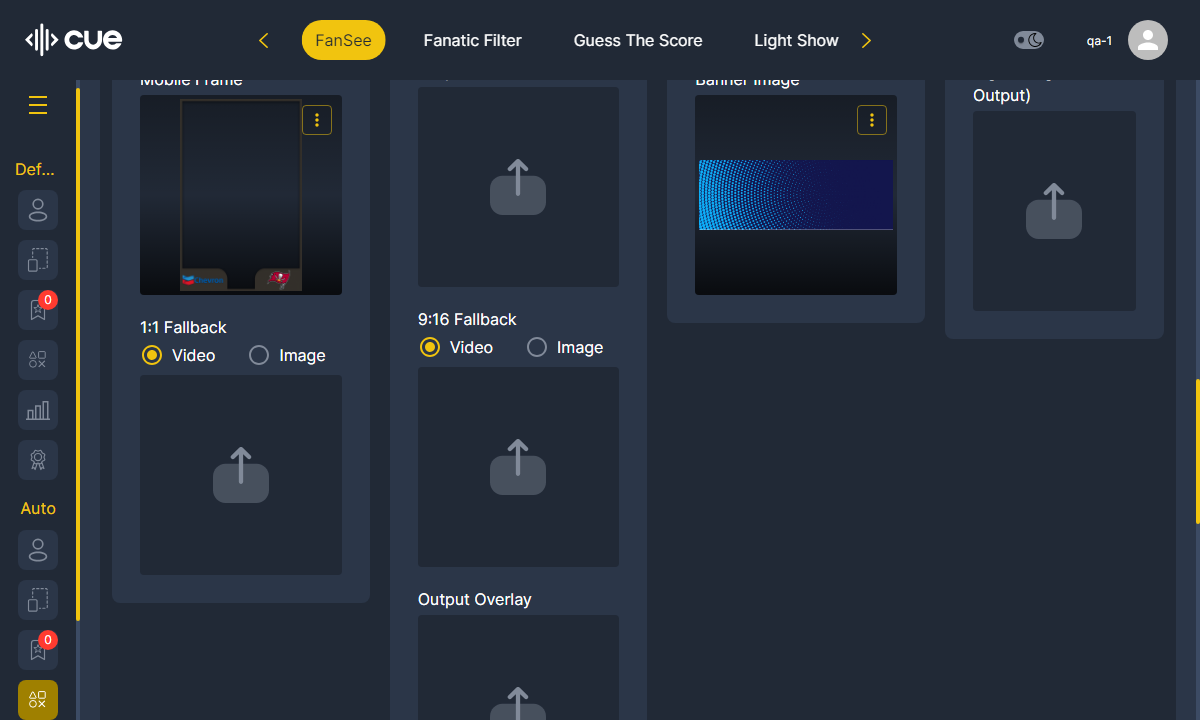 cue
FanSee
Fanatic Filter
Guess The Score
Light Show
qa-1
Mobile Frame
Banner Image
Output)
Def...
1:1 Fallback
Video
Image
9:16 Fallback
Video
Image
0
Auto
Output Overlay
0